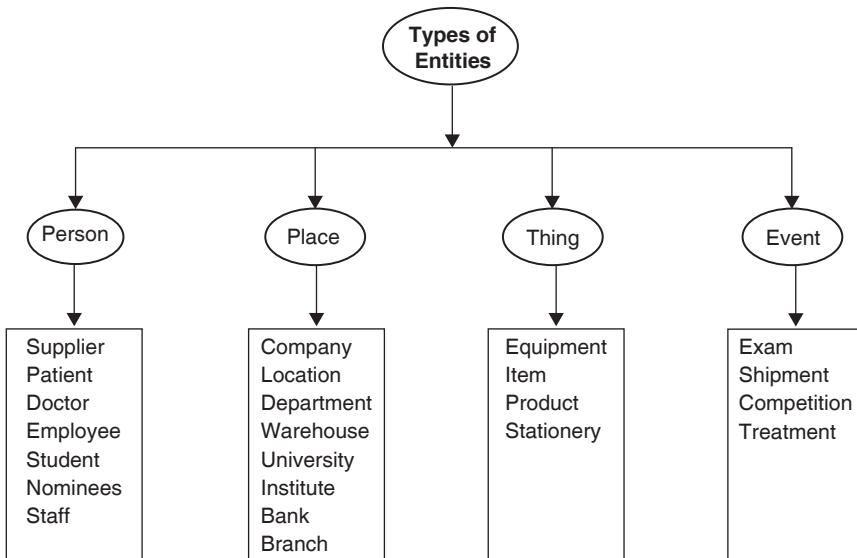 Types of
Entities
Person
Place
Thing
Event
Supplier
Patient
Doctor
Employee
Student
Nominees
Staff
Company
Location
Department
Warehouse
University
Institute
Bank
Branch
Equipment
Item
Product
Stationery
Exam
Shipment
Competition
Treatment